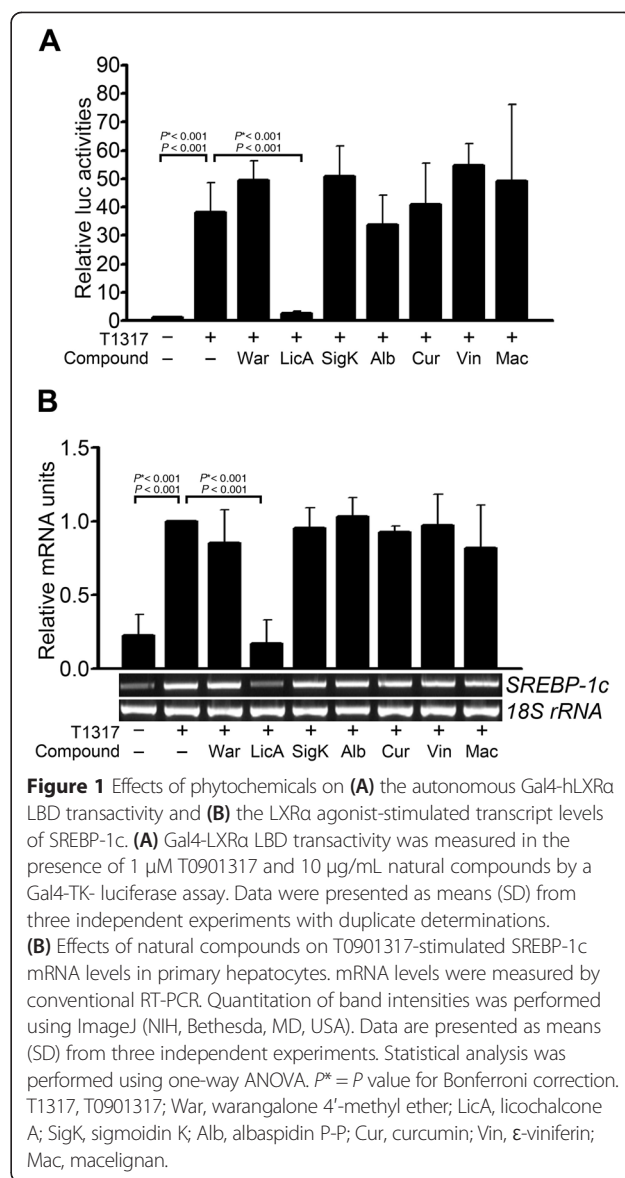 A
Relative luc activities
90
80
70
60
50
40
30
20
10
0
P*< 0.001
P< 0.001
P*< 0.001
P< 0.001
T1317 – + + + + + + + +
Compound – – War LicA SigK Alb Cur Vin Mac
B
Relative mRNA units
1.5
1.0
0.5
0.0
P*< 0.001
P< 0.001
P*< 0.001
P< 0.001
SREBP-1c
18S rRNA
T1317 – + + + + + + + +
Compound – – War LicA SigK Alb Cur Vin Mac
Figure 1 Effects of phytochemicals on (A) the autonomous Gal4-hLXRα
LBD transactivity and (B) the LXRα agonist-stimulated transcript levels
of SREBP-1c. (A) Gal4-LXRα LBD transactivity was measured in the
presence of 1 μM T0901317 and 10 μg/mL natural compounds by a
Gal4-TK- luciferase assay. Data were presented as means (SD) from
three independent experiments with duplicate determinations.
(B) Effects of natural compounds on T0901317-stimulated SREBP-1c
mRNA levels in primary hepatocytes. mRNA levels were measured by
conventional RT-PCR. Quantitation of band intensities was performed
using ImageJ (NIH, Bethesda, MD, USA). Data are presented as means
(SD) from three independent experiments. Statistical analysis was
performed using one-way ANOVA. P* = P value for Bonferroni correction.
T1317, T0901317; War, warangalone 4′-methyl ether; LicA, licochalcone
A; SigK, sigmoidin K; Alb, albaspidin P-P; Cur, curcumin; Vin, ε-viniferin;
Mac, macelignan.